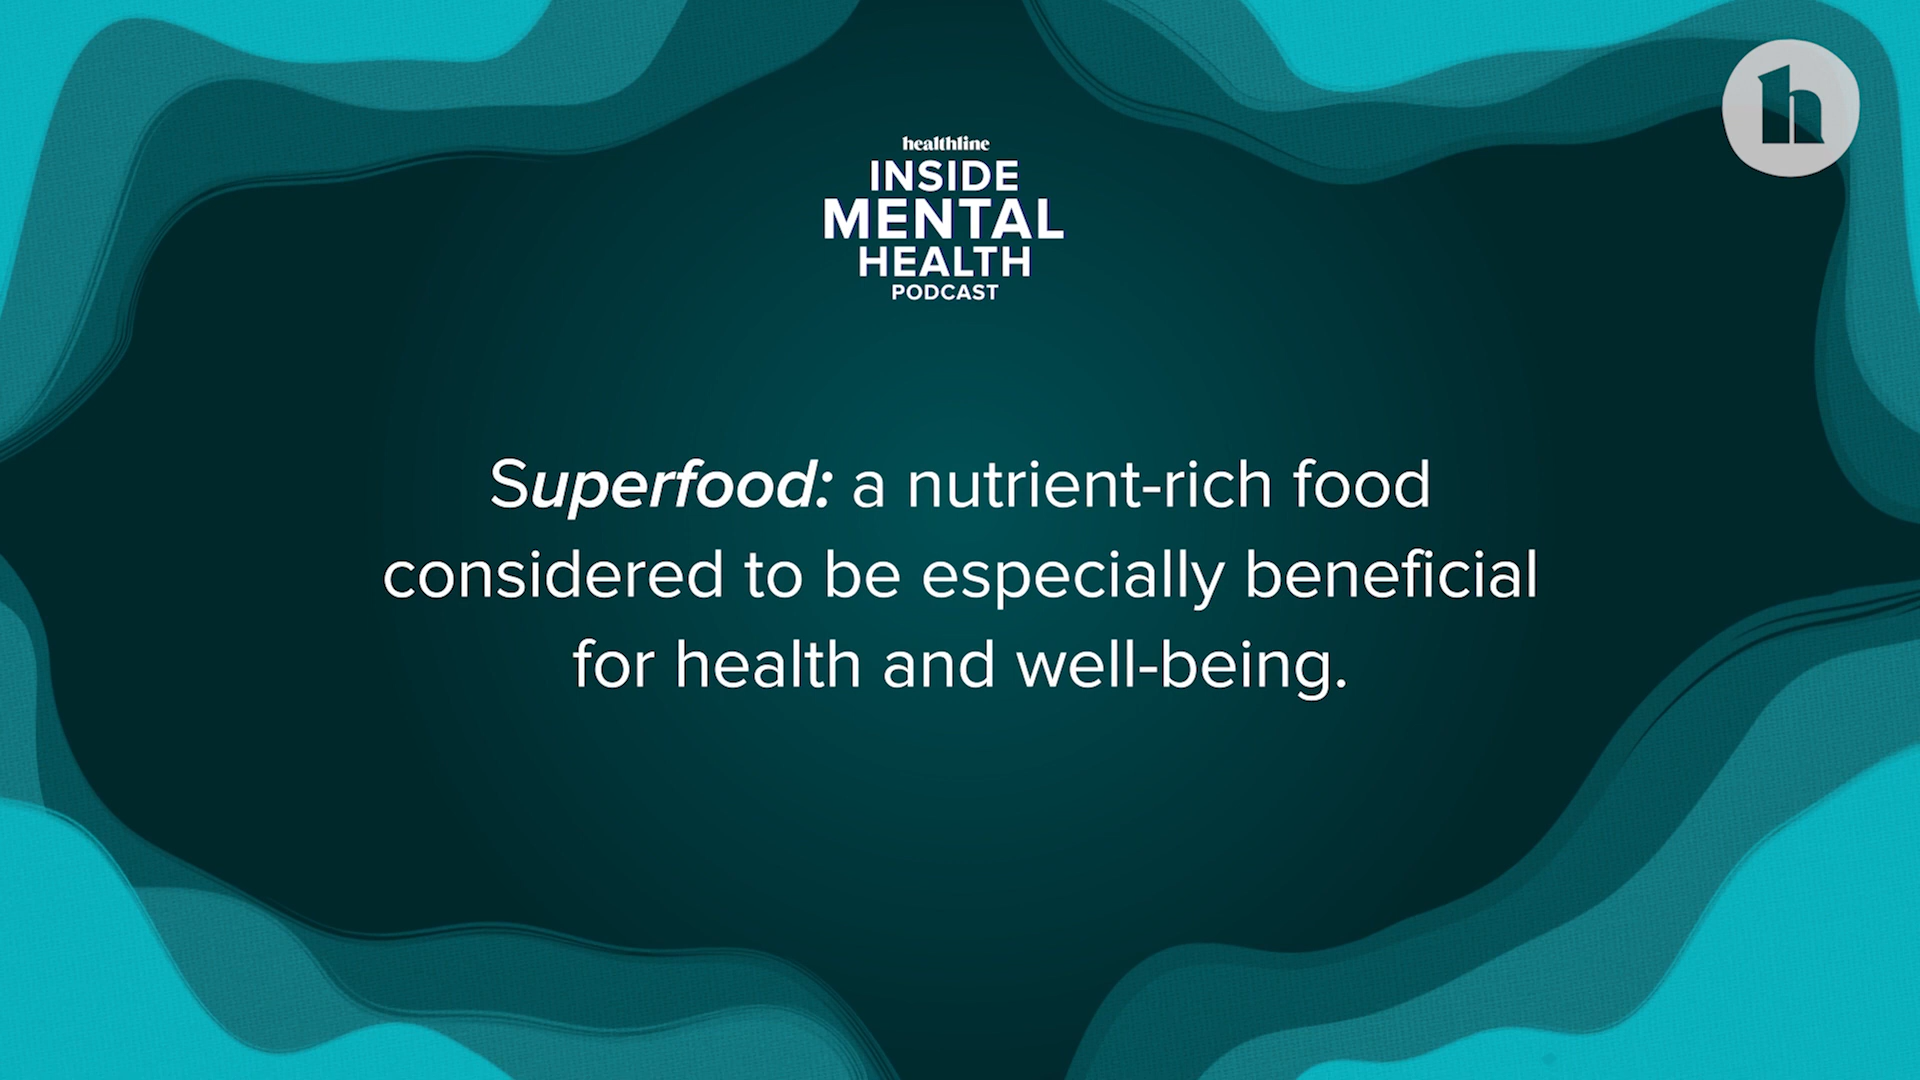 healthline
INSIDE
MENTAL
HEALTH
PODCAST
h
Superfood: a nutrient-rich food
considered to be especially beneficial
for health and well-being.